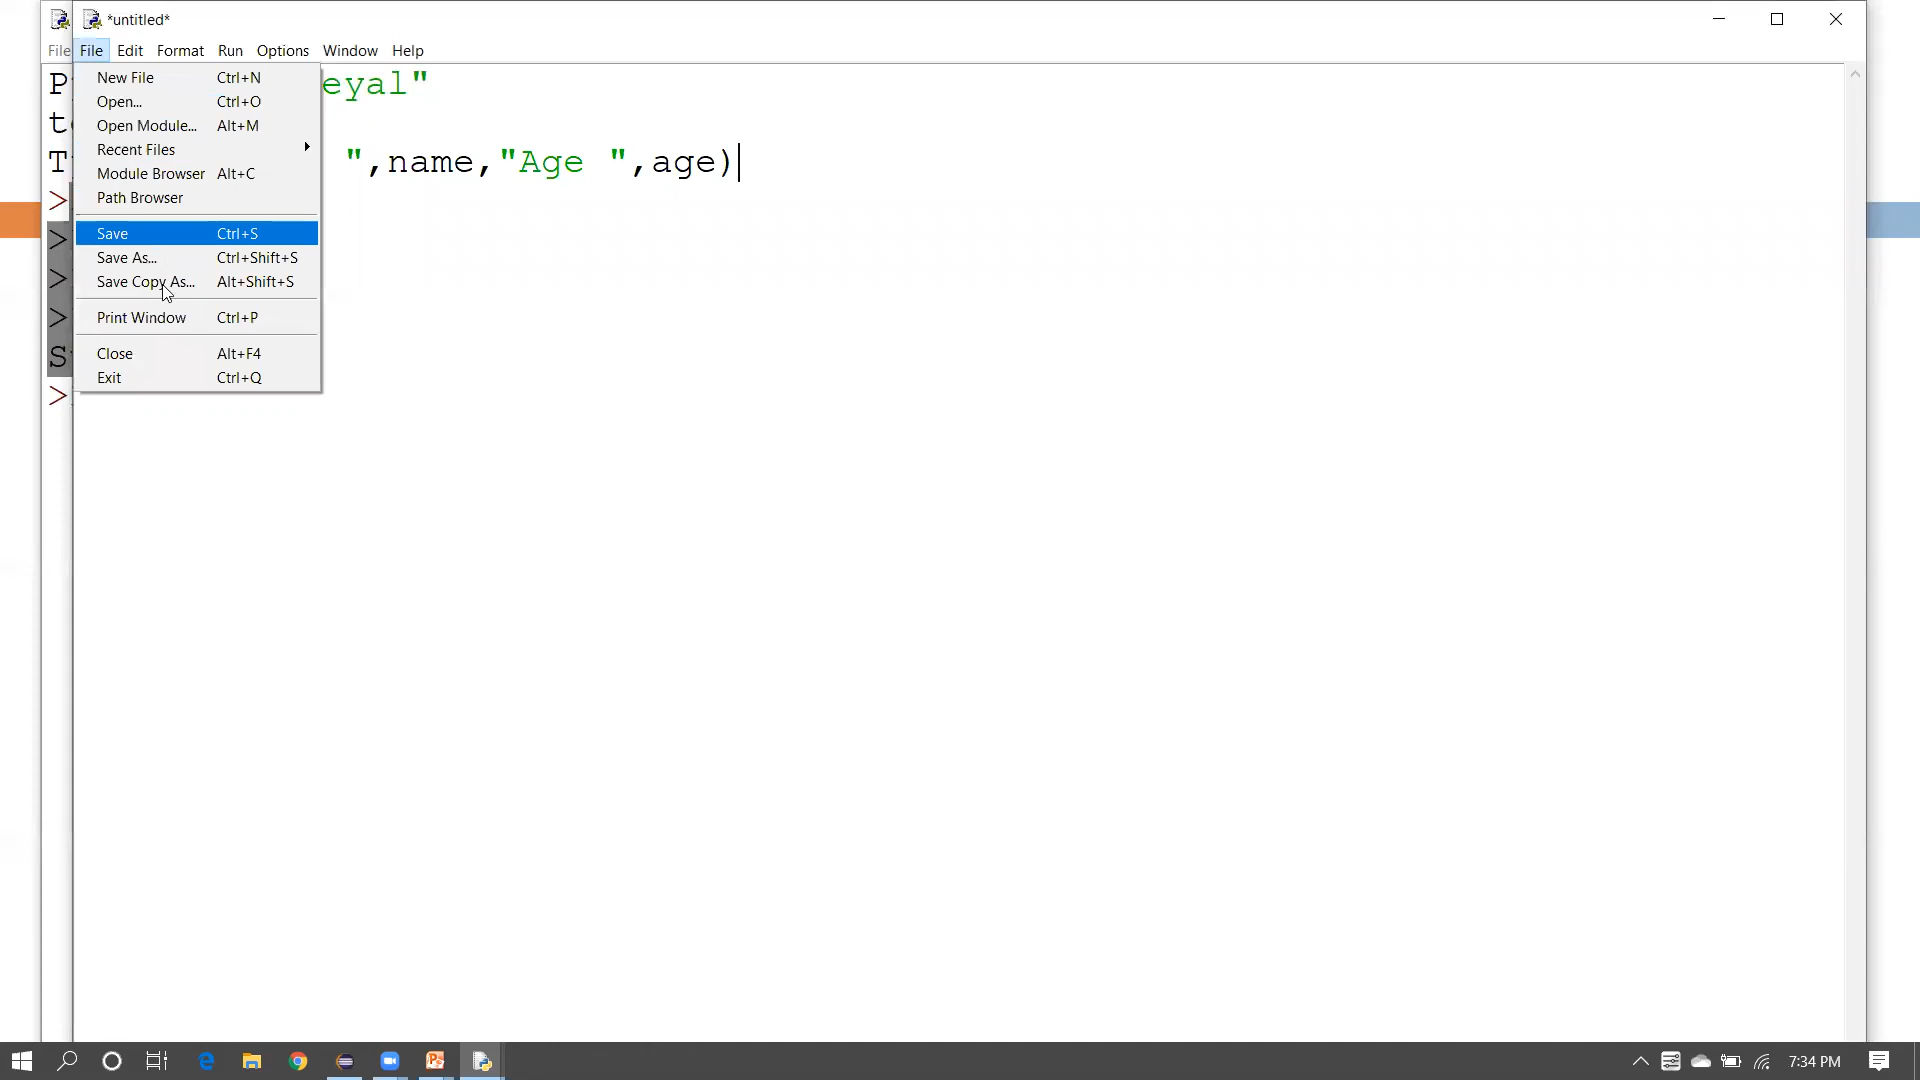 *untitled*
File File Edit Format Run Options Window Help
New File Ctrl+N
Open... Ctrl+O
Open Module... Alt+M
Recent Files
Module Browser Alt+C
Path Browser
Save Ctrl+S
Save As... Ctrl+Shift+S
Save Copy As... Alt+Shift+S
Print Window Ctrl+P
Close Alt+F4
Exit Ctrl+Q
eyal"
",name,"Age ",age)
>
>
>
>
>
7:34 PM